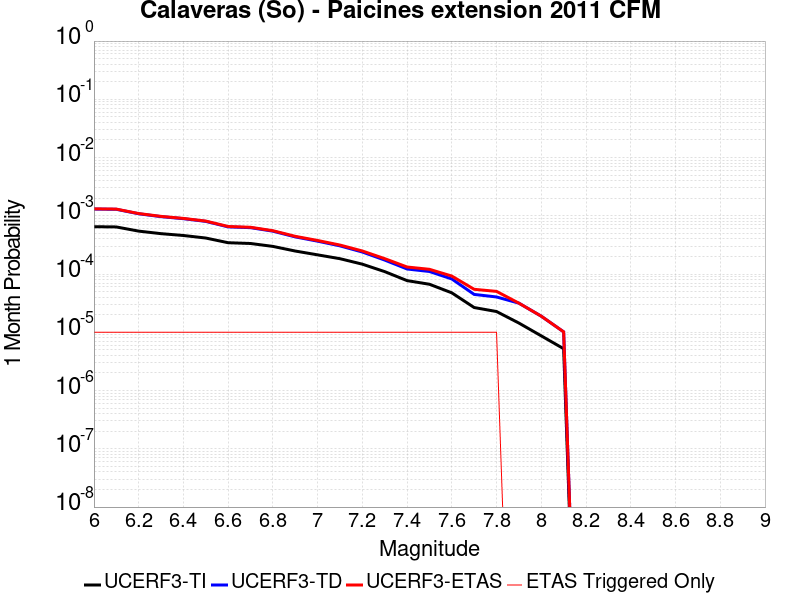 Calaveras (So) - Paicines extension 2011 CFM
1 Month Probability
10^0
10^-1
10^-2
10^-3
10^-4
10^-5
10^-6
10^-7
10^-8
6 6.2 6.4 6.6 6.8 7 7.2 7.4 7.6 7.8 8 8.2 8.4 8.6 8.8 9
Magnitude
UCERF3-TI UCERF3-TD UCERF3-ETAS ETAS Triggered Only